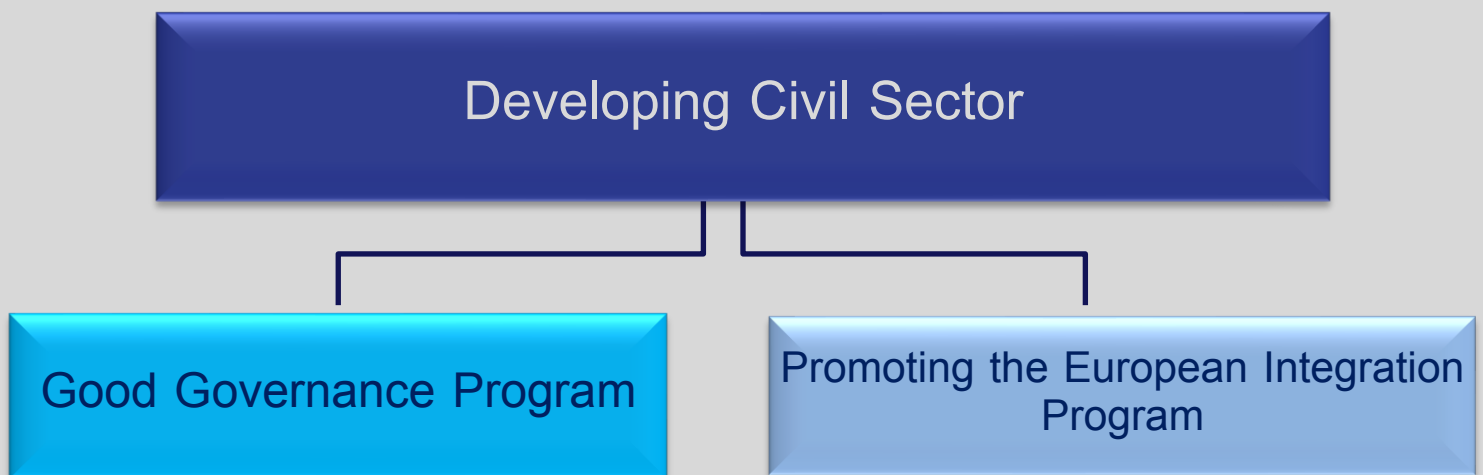 Developing Civil Sector
Good Governance Program
Promoting the European Integration
Program